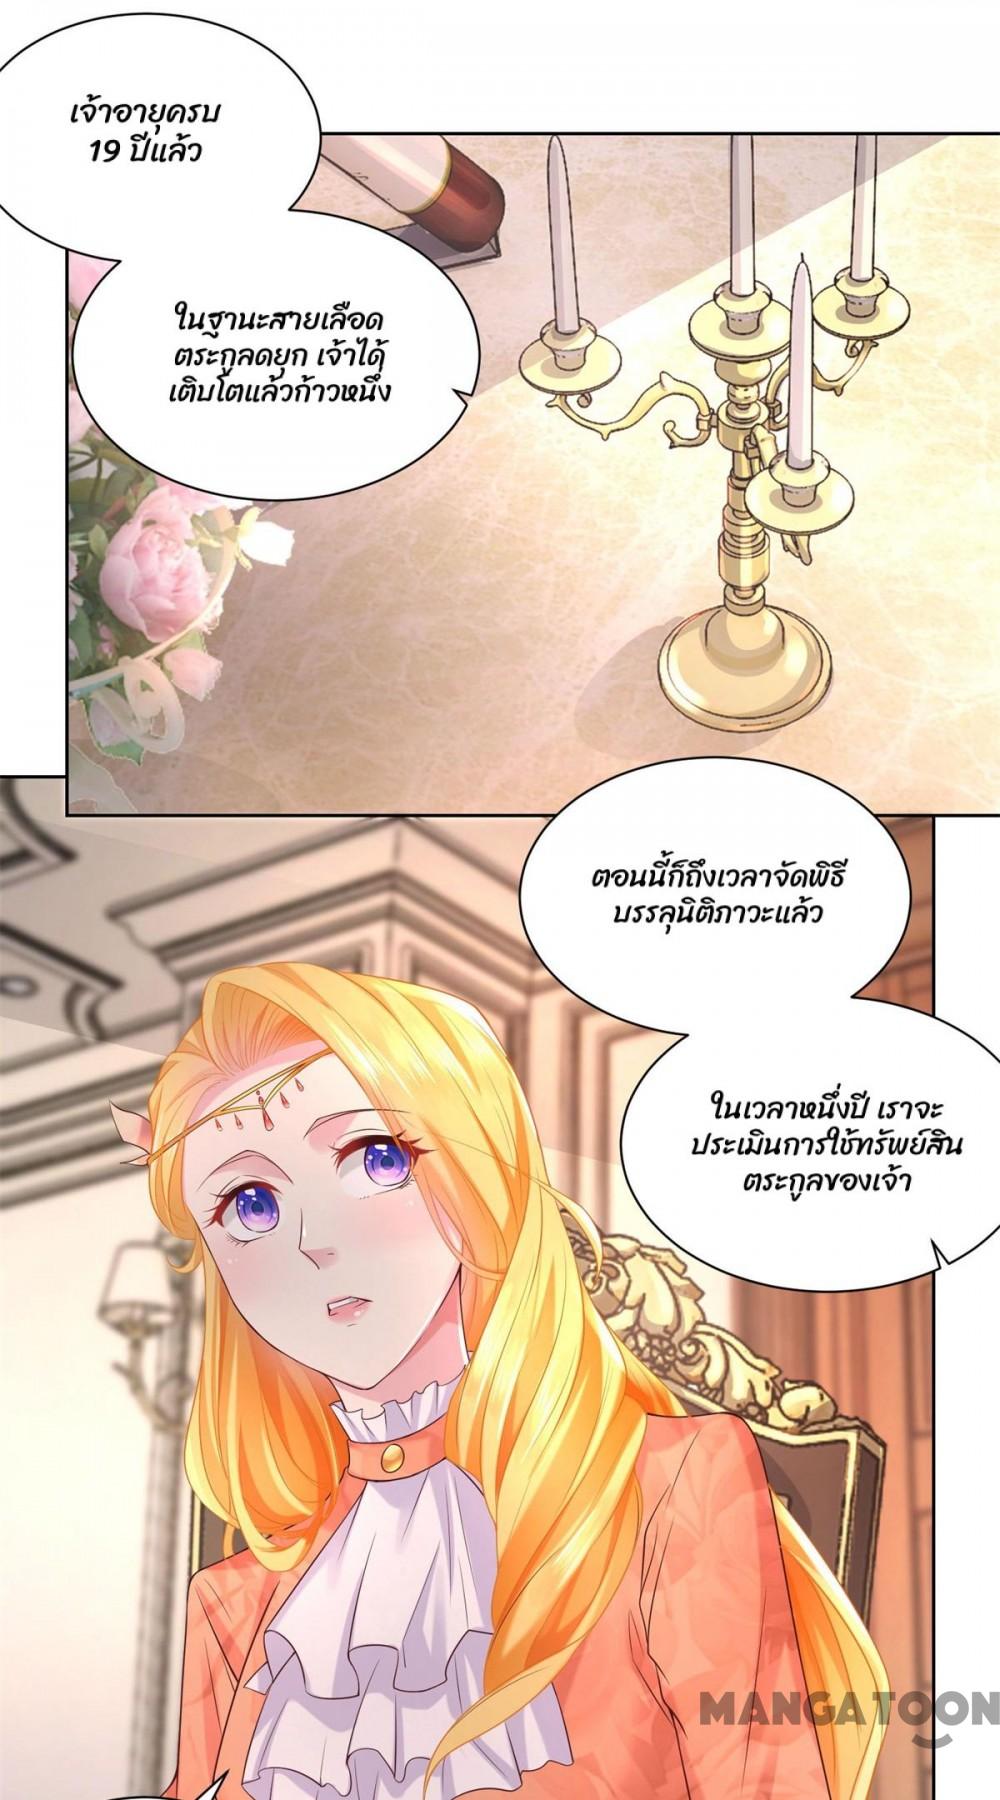 เจ้าอายุครบ
19 ปีแล้ว
ในฐานะสายเลือด
ตระกูลดยุก เจ้าได้
เติบโตแล้วก้าวหนึ่ง
ตอนนี้ก็ถึงเวลาจัดพิธี
บรรลุนิติภาวะแล้ว
ในเวลาหนึ่งปี เราจะ
ประเมินการใช้ทรัพย์สิน
ตระกูลของเจ้า
MANGATOON